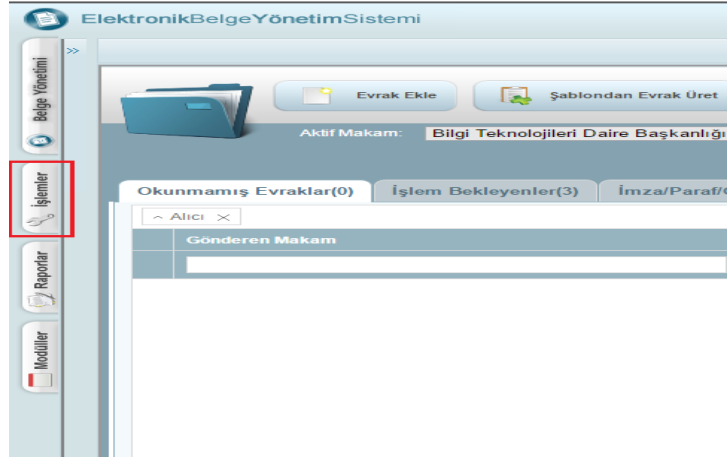 ElektronikBelgeYönetimSistemi
>>
Belge Yönetimi
İşlemler
Raporlar
Modüller
Evrak Ekle
Şablondan Evrak Üret
Aktif Makam:
Bilgi Teknolojileri Daire Başkanlığı
Okunmamış Evraklar(0)
İşlem Bekleyenler(3)
İmza/Paraf/
Alıcı
Gönderen Makam